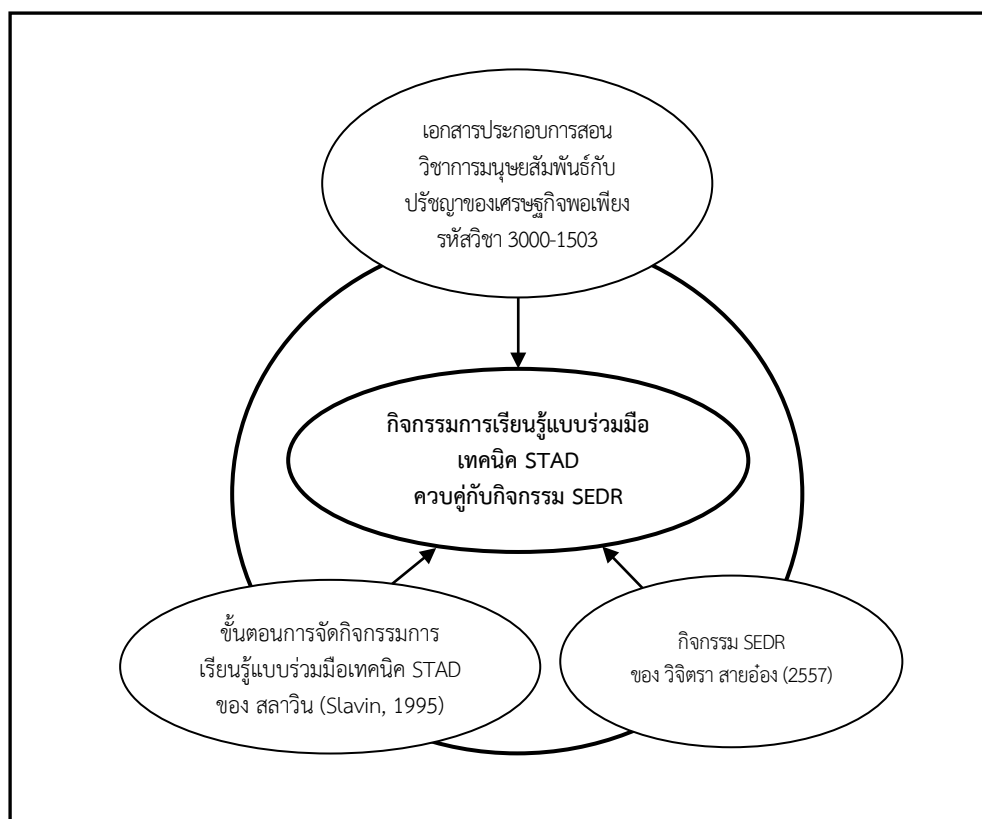 เอกสารประกอบการสอน
วิชาการมนุษยสัมพันธ์กับ
ปรัชญาของเศรษฐกิจพอเพียง
รหัสวิชา 3000-1503
กิจกรรมการเรียนรู้แบบร่วมมือ
เทคนิค STAD
ควบคู่กับกิจกรรม SEDR
ขั้นตอนการจัดกิจกรรมการ
เรียนรู้แบบร่วมมือเทคนิค STAD
ของ สลาวิน (Slavin, 1995)
กิจกรรม SEDR
ของ วิจิตรา สายอ๋อง (2557)